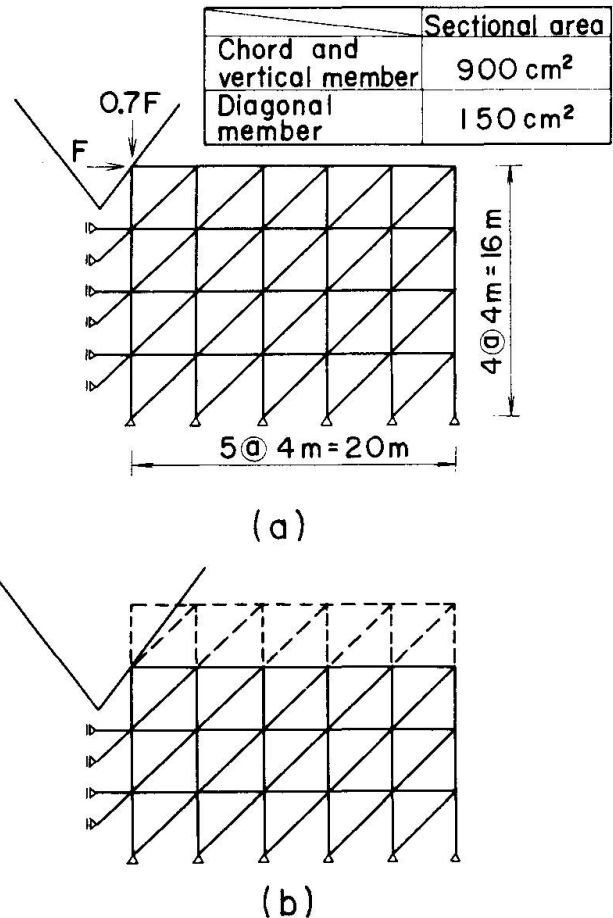 Sectional area
Chord and
vertical member
900 cm²
Diagonal
member
150 cm²
0.7F
F
4@4m=16m
5@4m=20m
(a)
(b)